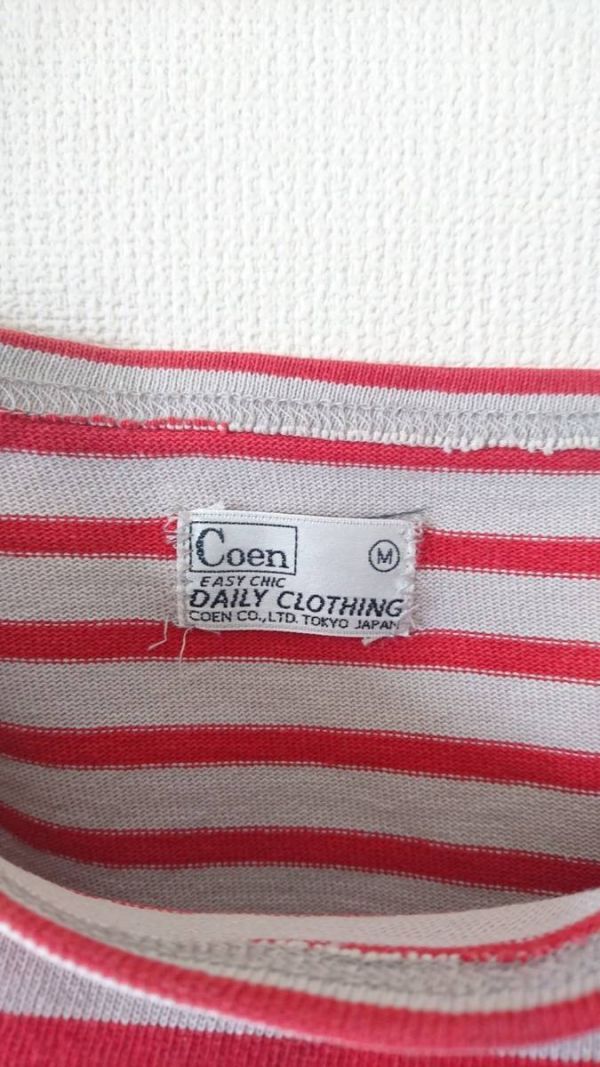 Coen
M
EASY CHIC
DAILY CLOTHING
COEN CO.,LTD. TOKYO JAPAN